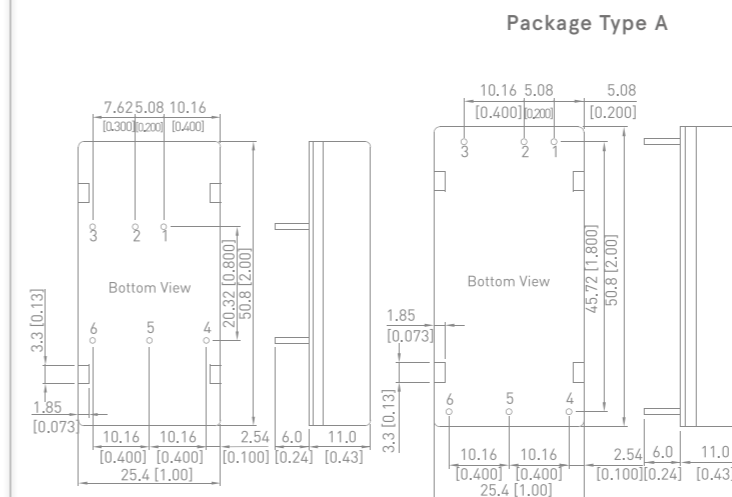 Package Type A
7.62 5.08 10.16
[0.300] [0.200] [0.400]
3 2 1
Bottom View
20.32 [0.800]
50.8 [2.00]
6 5 4
3.3 [0.13]
1.85
[0.073]
10.16 10.16 2.54 6.0 11.0
[0.400] [0.400] [0.100] [0.24] [0.43]
25.4 [1.00]
10.16 5.08 5.08
[0.400] [0.200] [0.200]
3 2 1
Bottom View
45.72 [1.800]
50.8 [2.00]
1.85
[0.073]
3.3 [0.13]
6 5 4
10.16 10.16 2.54 6.0 11.0
[0.400] [0.400] [0.100] [0.24] [0.43]
25.4 [1.00]